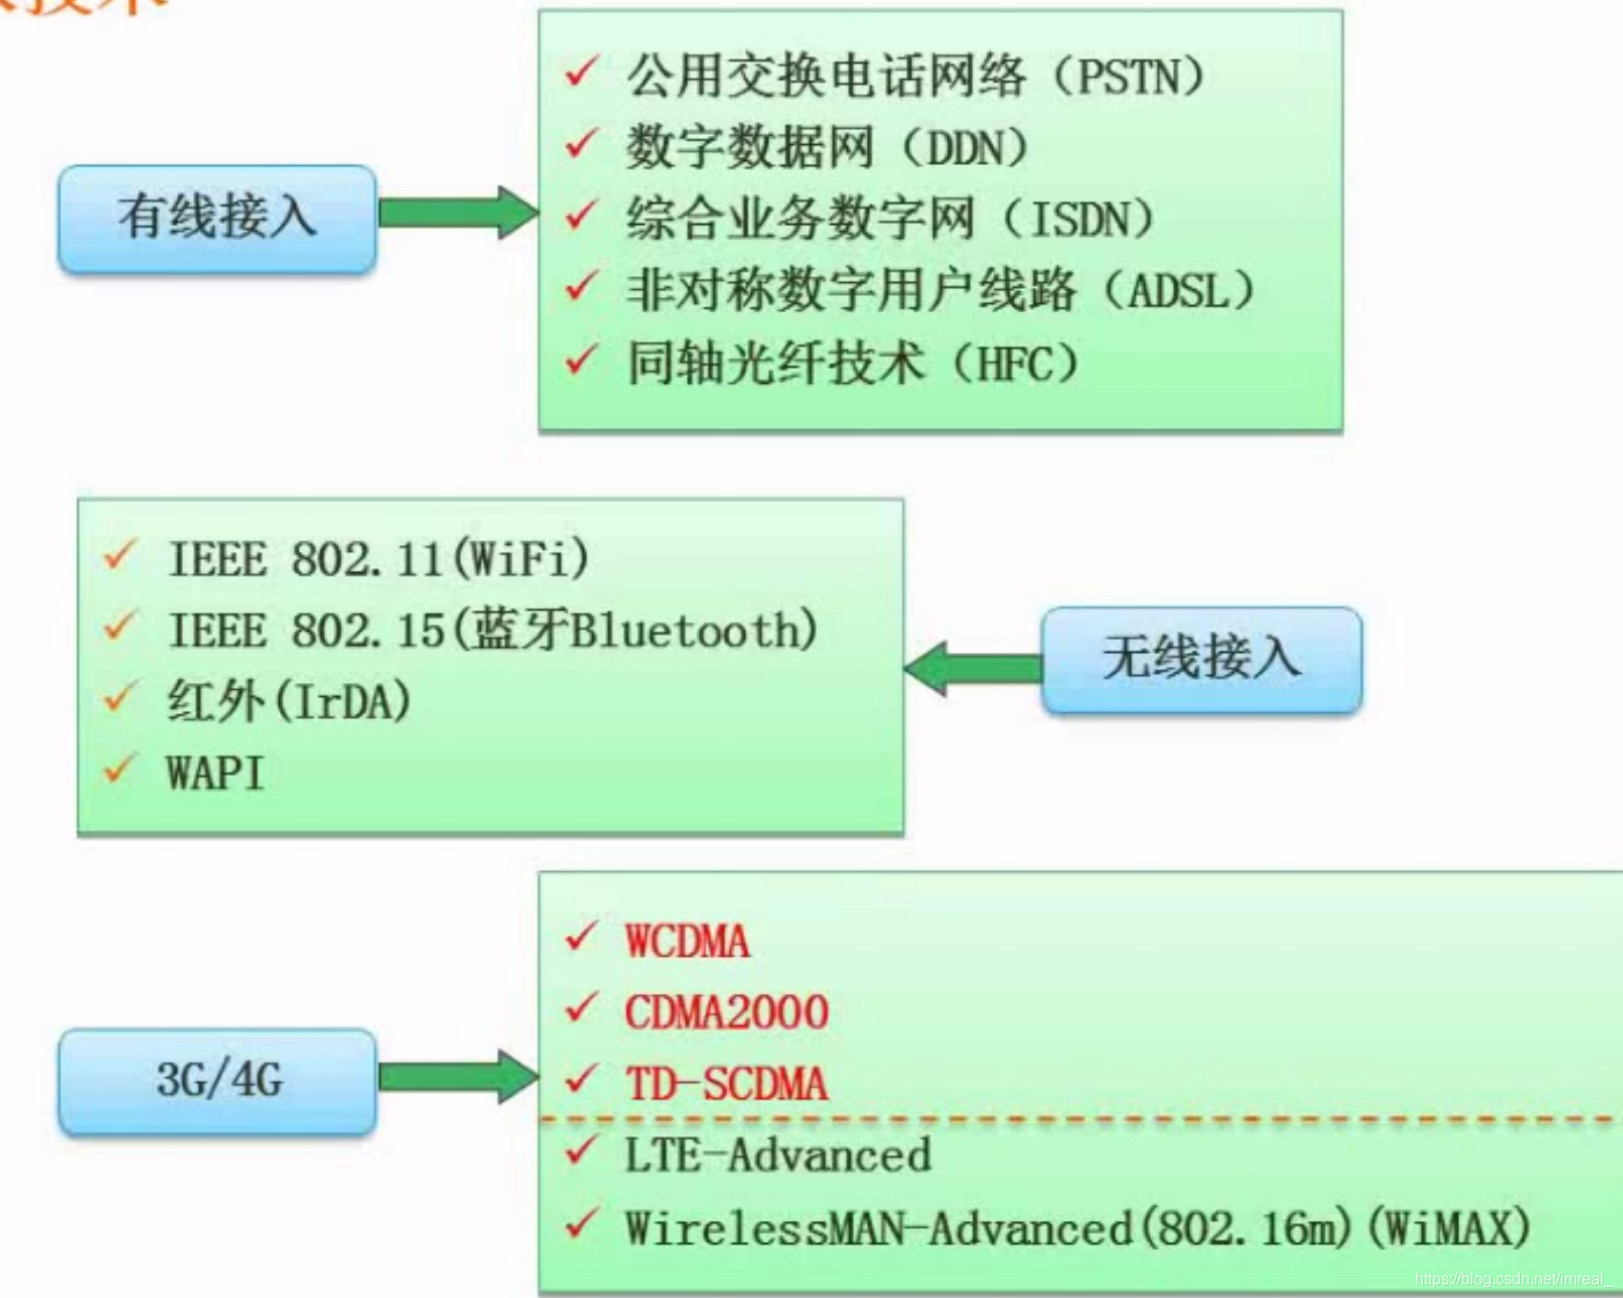 技术
公用交换电话网络（PSTN）
数字数据网（DDN）
有线接入
综合业务数字网（ISDN）
非对称数字用户线路（ADSL）
同轴光纤技术（HFC）
IEEE 802.11(WiFi)
IEEE 802.15(蓝牙Bluetooth)
无线接入
红外(IrDA)
WAPI
WCDMA
CDMA2000
3G/4G
TD-SCDMA
LTE-Advanced
WirelessMAN-Advanced(802.16m)(WiMAX)
https://blog.csdn.net/imreal_